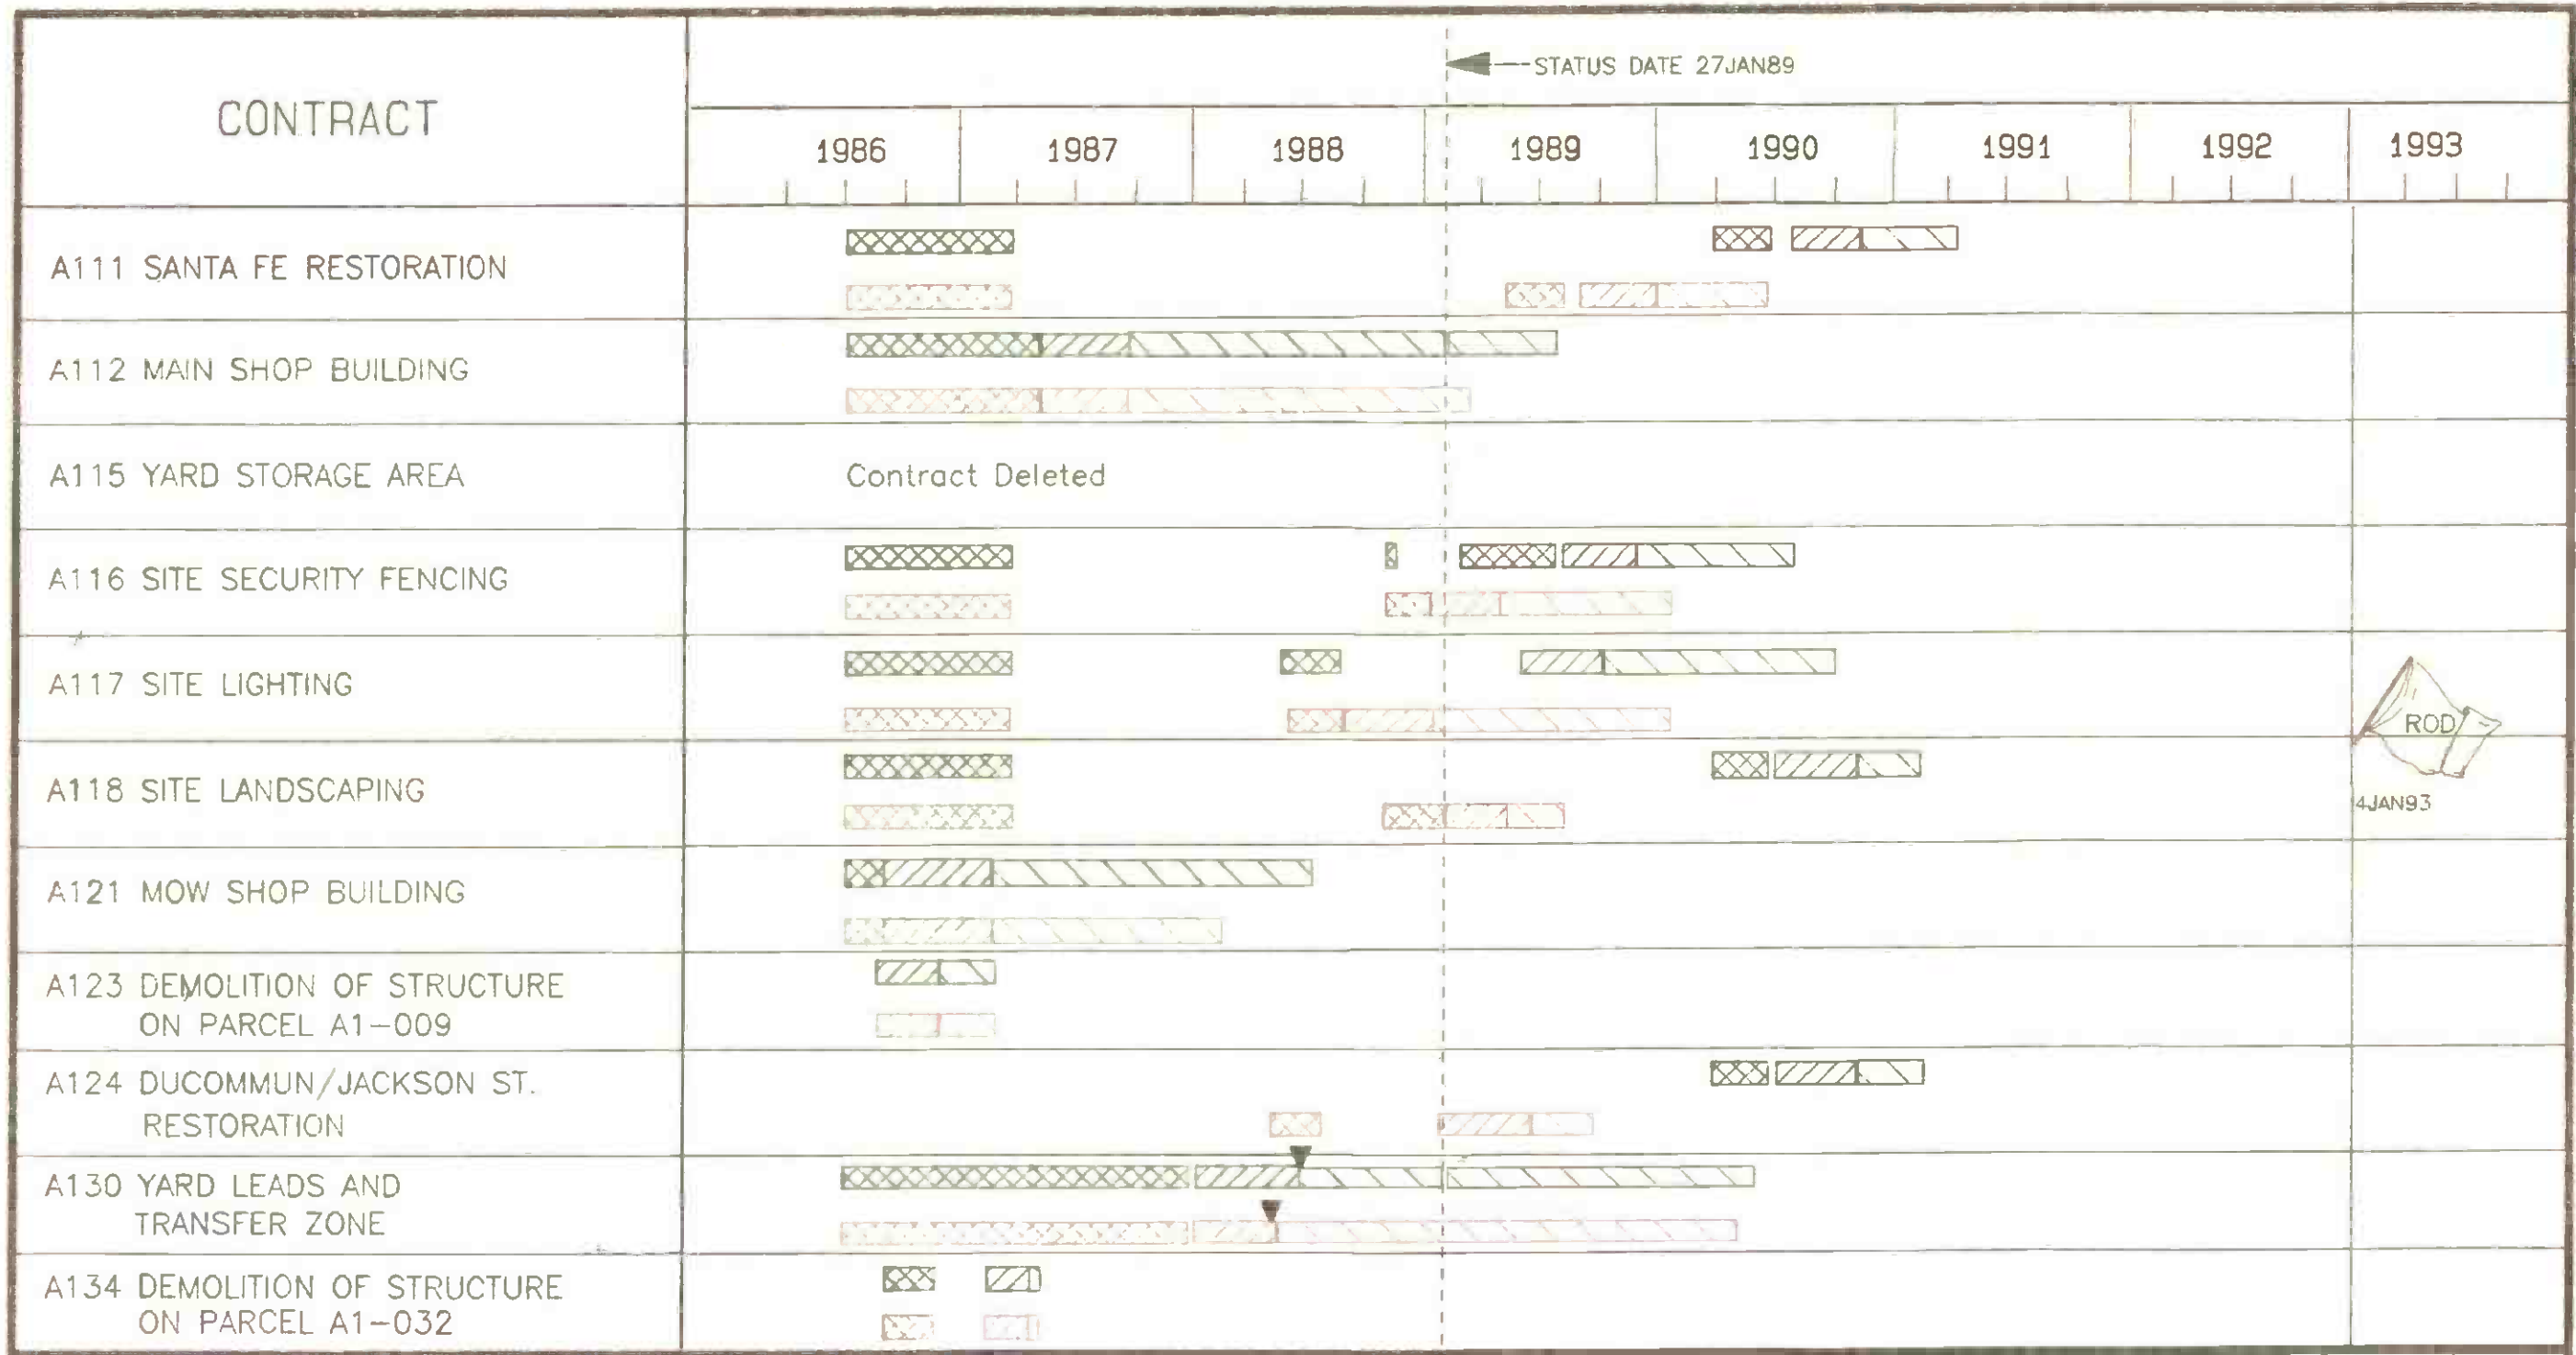 STATUS DATE 27JAN89
CONTRACT
1986 1987 1988 1989 1990 1991 1992 1993
A111 SANTA FE RESTORATION
A112 MAIN SHOP BUILDING
A115 YARD STORAGE AREA Contract Deleted
A116 SITE SECURITY FENCING
A117 SITE LIGHTING
ROD
A118 SITE LANDSCAPING
4JAN93
A121 MOW SHOP BUILDING
A123 DEMOLITION OF STRUCTURE
ON PARCEL A1-009
A124 DUCOMMUN/JACKSON ST.
RESTORATION
A130 YARD LEADS AND
TRANSFER ZONE
A134 DEMOLITION OF STRUCTURE
ON PARCEL A1-032